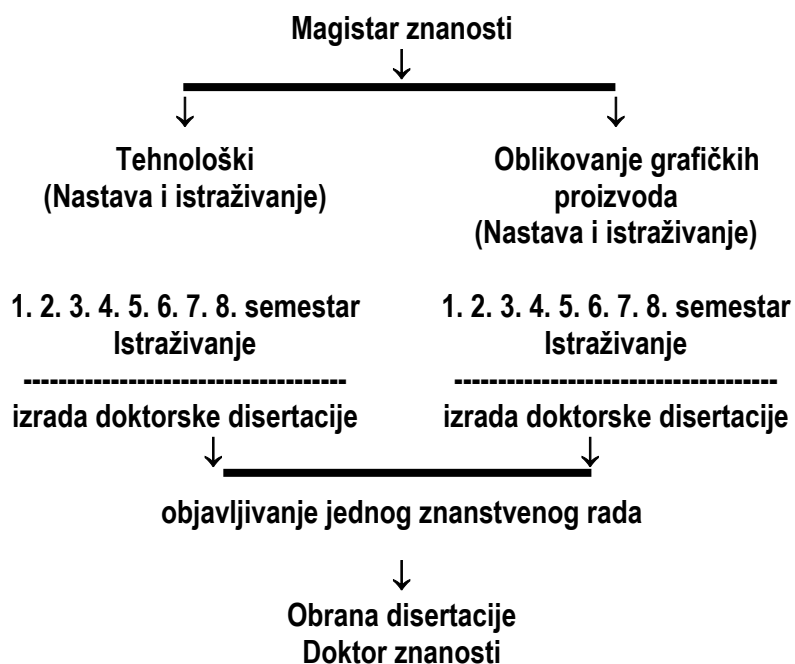 Magistar znanosti
Tehnološki
(Nastava i istraživanje)
Oblikovanje grafičkih
proizvoda
(Nastava i istraživanje)
1. 2. 3. 4. 5. 6. 7. 8. semestar
Istraživanje
-------------------------------------
izrada doktorske disertacije
1. 2. 3. 4. 5. 6. 7. 8. semestar
Istraživanje
-------------------------------------
izrada doktorske disertacije
objavljivanje jednog znanstvenog rada
Obrana disertacije
Doktor znanosti